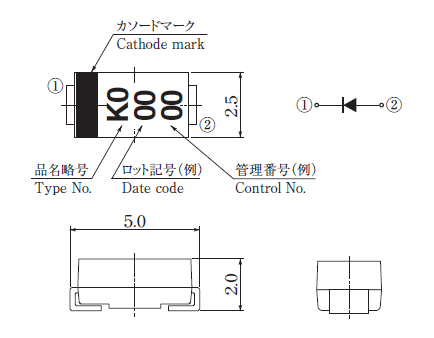 カソードマーク
Cathode mark
①
K0
00
00
②
2.5
① ②
品名略号
Type No.
ロット記号(例)
Date code
管理番号(例)
Control No.
5.0
2.0